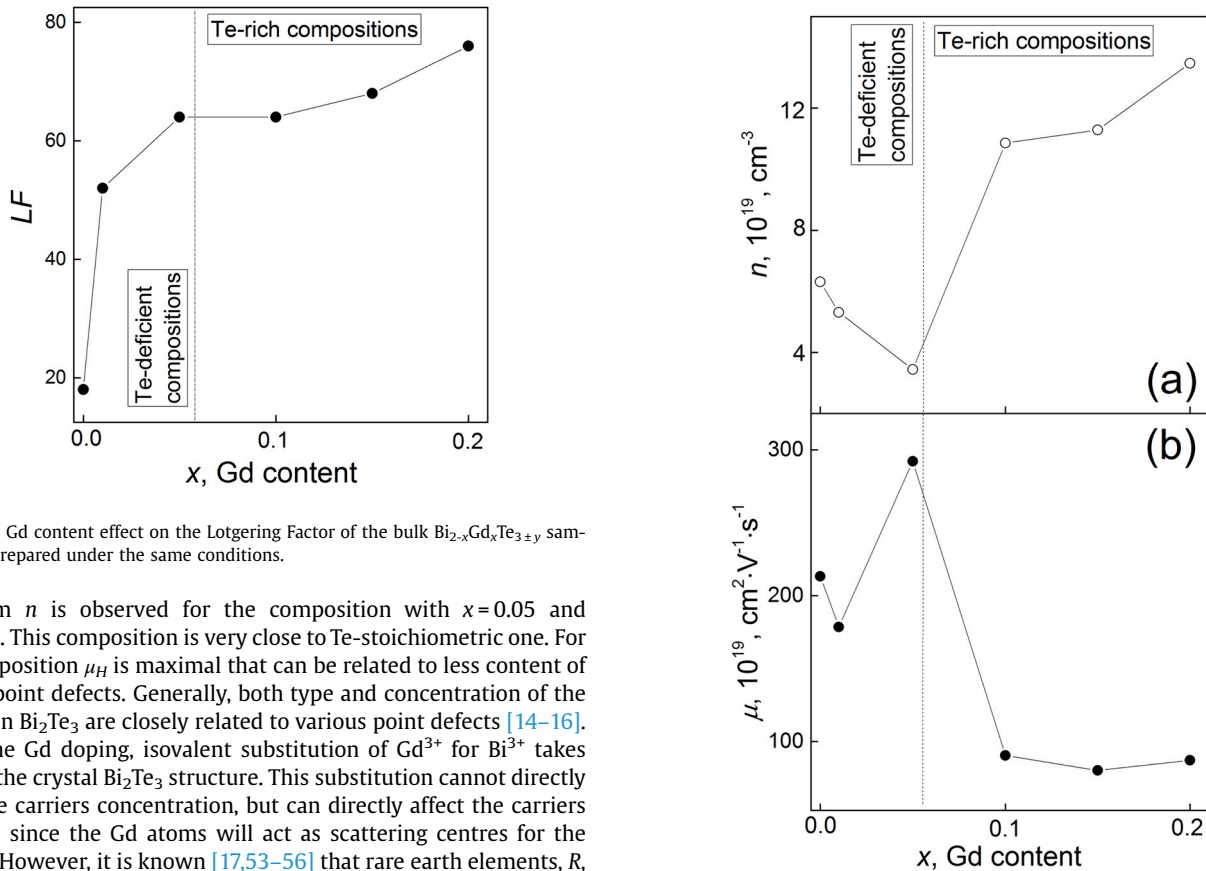 80
60
40
20
LF
Te-rich compositions
Te-deficient
compositions
0.0
0.1
0.2
x, Gd content
Gd content effect on the Lotgering Factor of the bulk Bi2-xGdxTe3±y sam-
repared under the same conditions.
n is observed for the composition with x = 0.05 and
. This composition is very close to Te-stoichiometric one. For
position μH is maximal that can be related to less content of
point defects. Generally, both type and concentration of the
n Bi2Te3 are closely related to various point defects [14–16].
ne Gd doping, isovalent substitution of Gd3+ for Bi3+ takes
the crystal Bi2Te3 structure. This substitution cannot directly
e carriers concentration, but can directly affect the carriers
since the Gd atoms will act as scattering centres for the
However, it is known [17,53–56] that rare earth elements, R,
Te-deficient
compositions
Te-rich compositions
12
8
4
n, 10^19, cm^-3
(a)
(b)
300
200
100
μ, 10^19, cm^2·V^-1·s^-1
0.0
0.1
0.2
x, Gd content